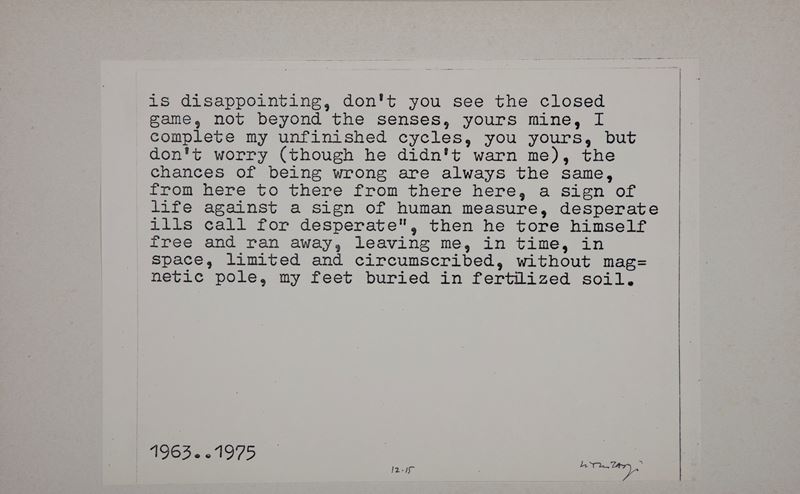 is disappointing, don't you see the closed
game, not beyond the senses, yours mine, I
complete my unfinished cycles, you yours, but
don't worry (though he didn't warn me), the
chances of being wrong are always the same,
from here to there from there here, a sign of
life against a sign of human measure, desperate
ills call for desperate", then he tore himself
free and ran away, leaving me, in time, in
space, limited and circumscribed, without mag=
netic pole, my feet buried in fertilized soil.
1963..1975
12-15